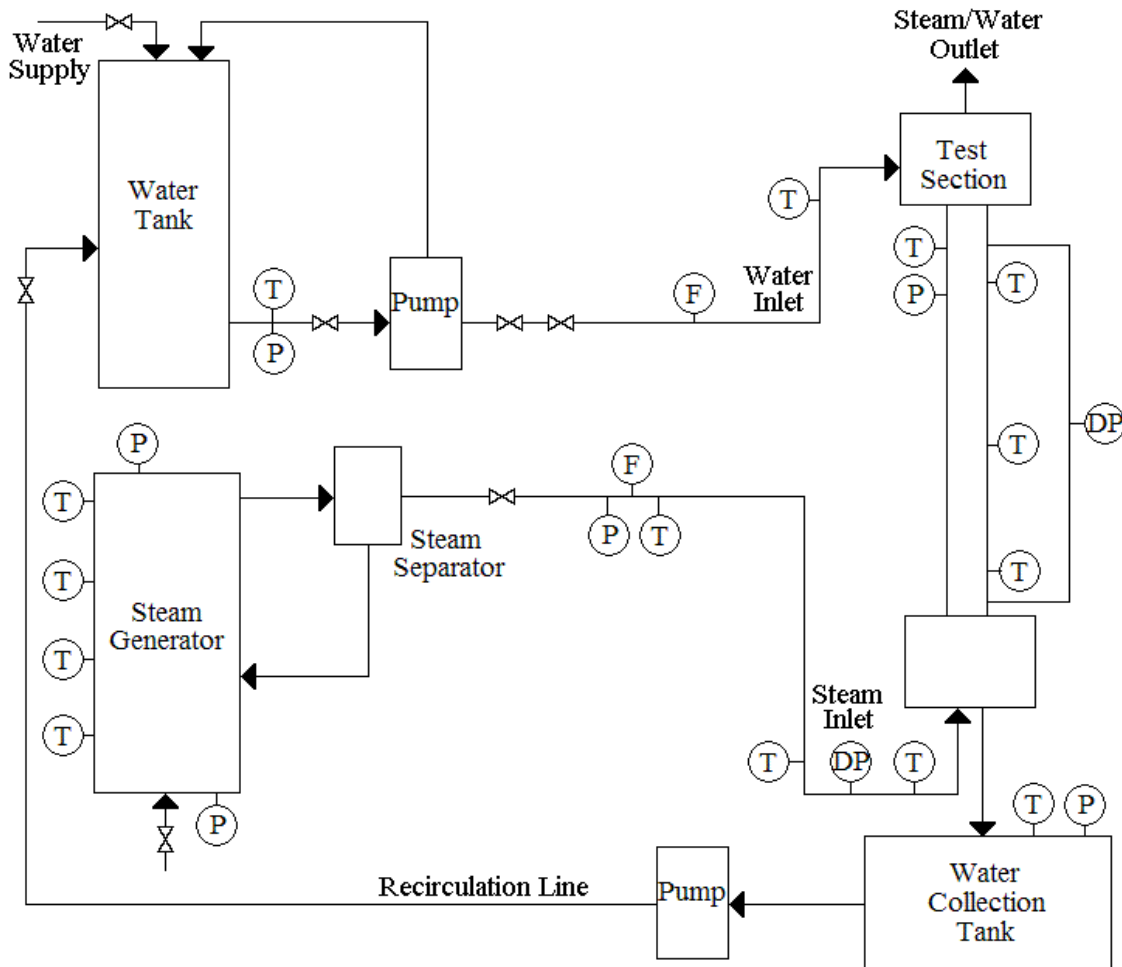 Water
Supply
Steam/Water
Outlet
Water
Tank
Test
Section
T
T
P
T
P
Pump
F
Water
Inlet
T
P
T
T
DP
T
P
T
T
T
T
P
Steam
Generator
Steam
Separator
F
P
T
Steam
Inlet
T
DP
T
T
P
Recirculation Line
Pump
Water
Collection
Tank